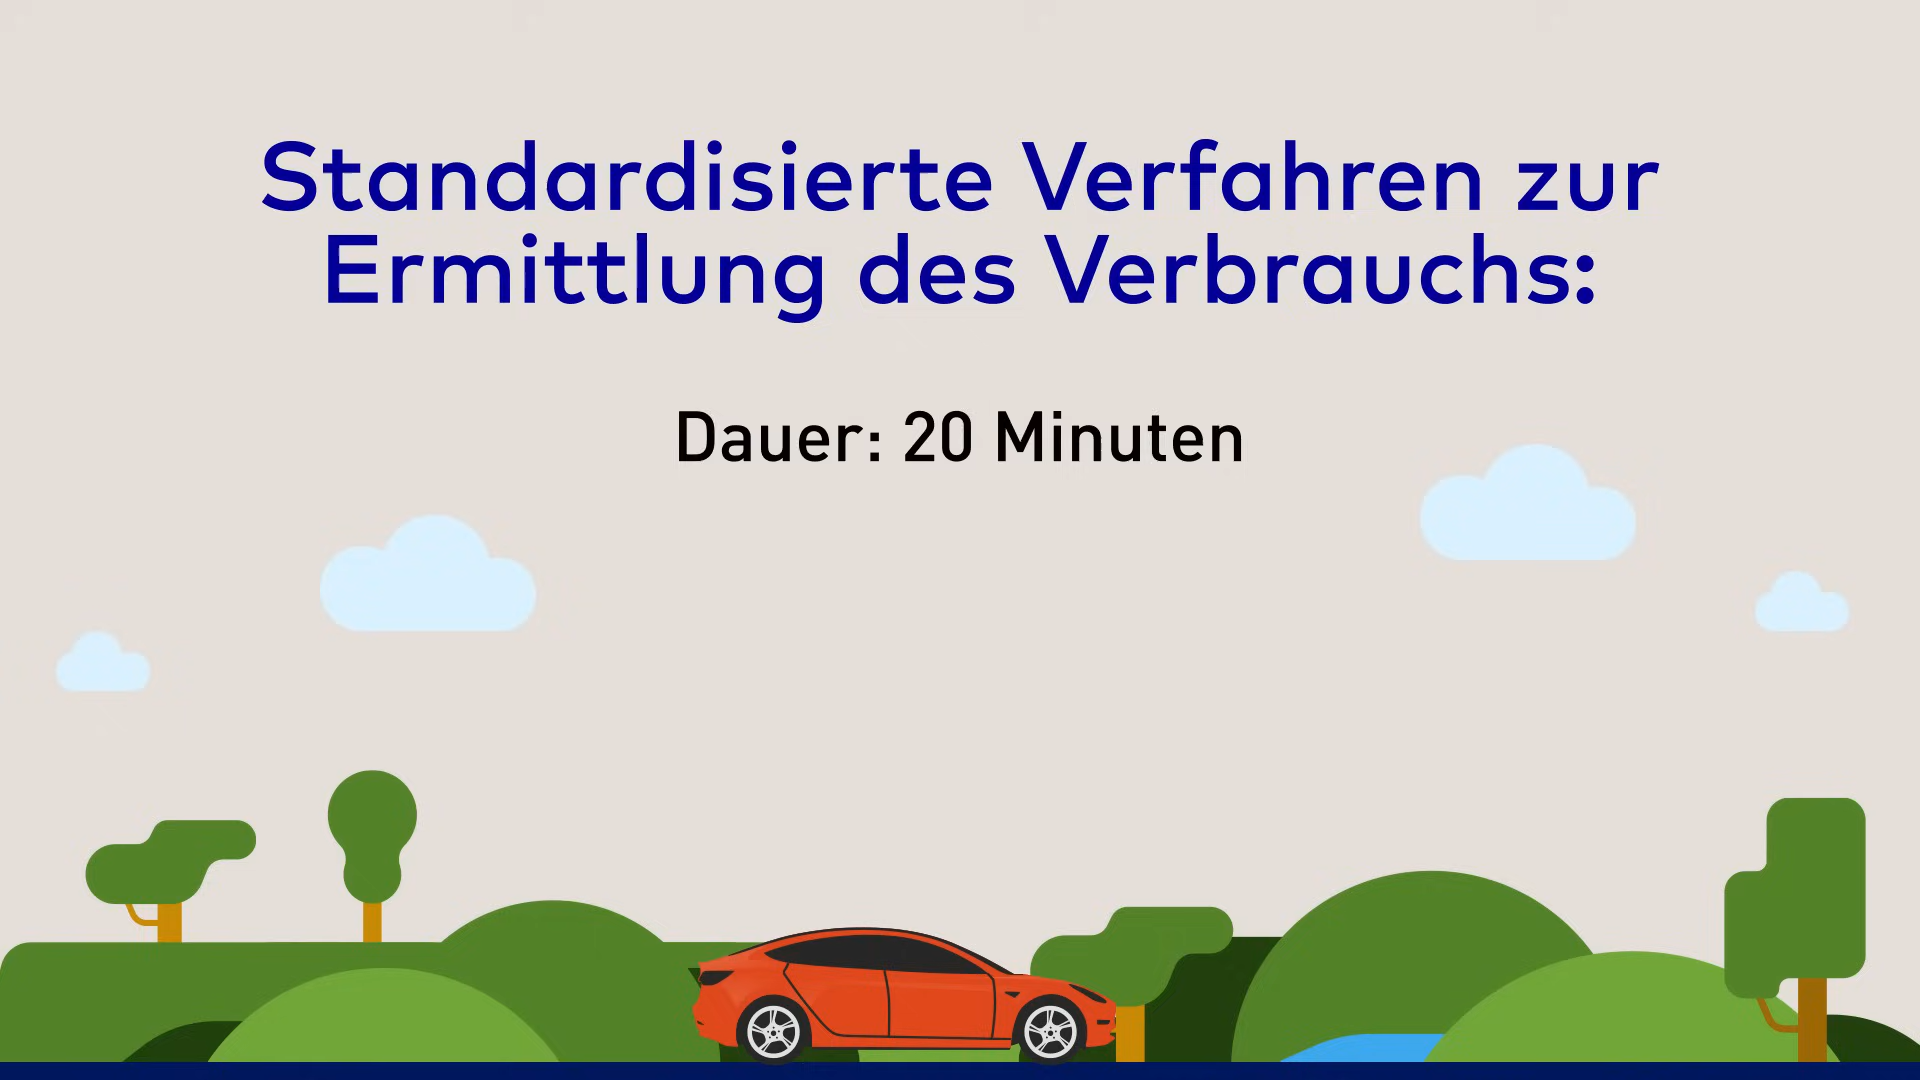 Standardisierte Verfahren zur
Ermittlung des Verbrauchs:
Dauer: 20 Minuten